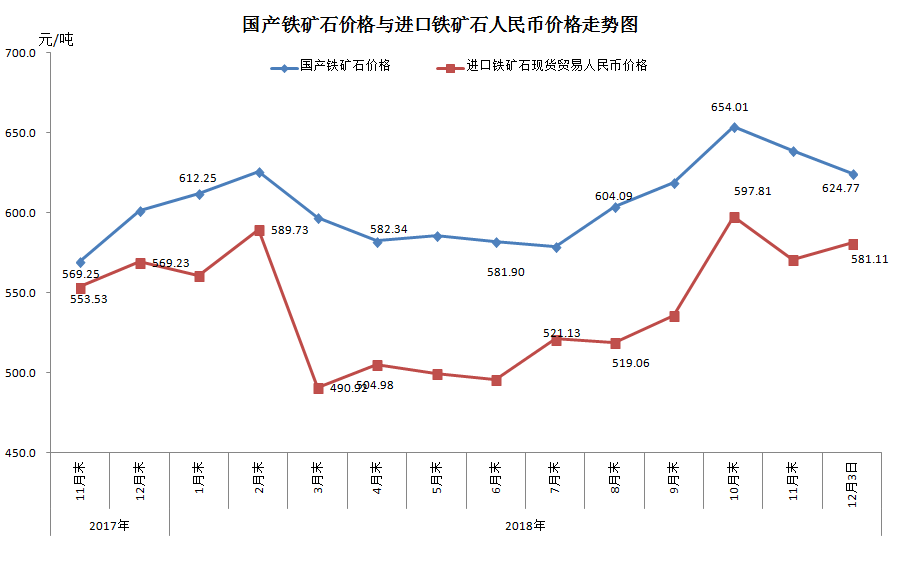 国产铁矿石价格与进口铁矿石人民币价格走势图
元/吨
国产铁矿石价格
进口铁矿石现货贸易人民币价格
700.0
650.0
600.0
550.0
500.0
450.0
569.25
612.25
582.34
581.90
604.09
654.01
624.77
553.53
569.23
589.73
490.92
504.98
521.13
519.06
597.81
581.11
11月末
12月末
1月末
2月末
3月末
4月末
5月末
6月末
7月末
8月末
9月末
10月末
11月末
12月3日
2017年
2018年